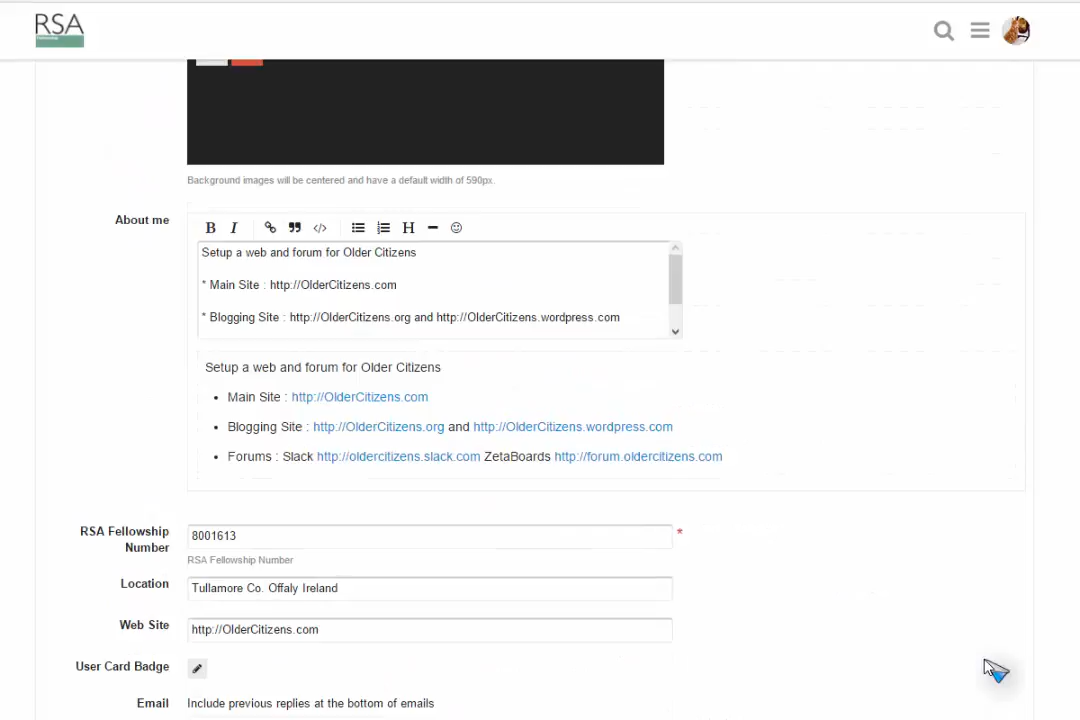 RSA
Background images will be centered and have a default width of 590px.
About me
B I H
Setup a web and forum for Older Citizens
* Main Site : http://OlderCitizens.com
* Blogging Site : http://OlderCitizens.org and http://OlderCitizens.wordpress.com
Setup a web and forum for Older Citizens
• Main Site : http://OlderCitizens.com
• Blogging Site : http://OlderCitizens.org and http://OlderCitizens.wordpress.com
• Forums : Slack http://oldercitizens.slack.com ZetaBoards http://forum.oldercitizens.com
RSA Fellowship
Number
8001613 *
RSA Fellowship Number
Location Tullamore Co. Offaly Ireland
Web Site http://OlderCitizens.com
User Card Badge
Email Include previous replies at the bottom of emails